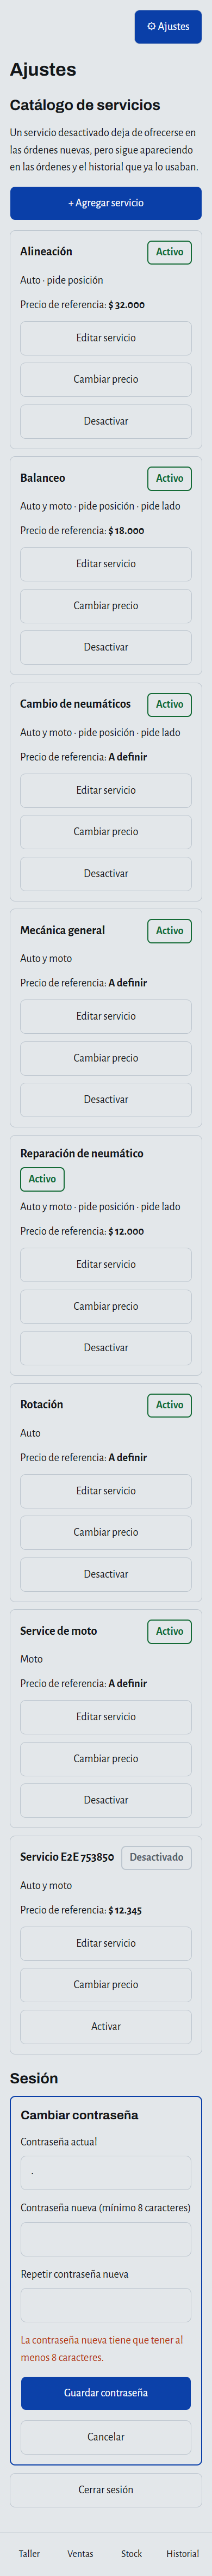 ⚙ Ajustes
Ajustes
Catálogo de servicios
Un servicio desactivado deja de ofrecerse en
las órdenes nuevas, pero sigue apareciendo
en las órdenes y el historial que ya lo usaban.
+ Agregar servicio
Alineación Activo
Auto · pide posición
Precio de referencia: $ 32.000
Editar servicio
Cambiar precio
Desactivar
Balanceo Activo
Auto y moto · pide posición · pide lado
Precio de referencia: $ 18.000
Editar servicio
Cambiar precio
Desactivar
Cambio de neumáticos Activo
Auto y moto · pide posición · pide lado
Precio de referencia: A definir
Editar servicio
Cambiar precio
Desactivar
Mecánica general Activo
Auto y moto
Precio de referencia: A definir
Editar servicio
Cambiar precio
Desactivar
Reparación de neumático
Activo
Auto y moto · pide posición · pide lado
Precio de referencia: $ 12.000
Editar servicio
Cambiar precio
Desactivar
Rotación Activo
Auto
Precio de referencia: A definir
Editar servicio
Cambiar precio
Desactivar
Service de moto Activo
Moto
Precio de referencia: A definir
Editar servicio
Cambiar precio
Desactivar
Servicio E2E 753850 Desactivado
Auto y moto
Precio de referencia: $ 12.345
Editar servicio
Cambiar precio
Activar
Sesión
Cambiar contraseña
Contraseña actual
·
Contraseña nueva (mínimo 8 caracteres)
Repetir contraseña nueva
La contraseña nueva tiene que tener al
menos 8 caracteres.
Guardar contraseña
Cancelar
Cerrar sesión
Taller Ventas Stock Historial